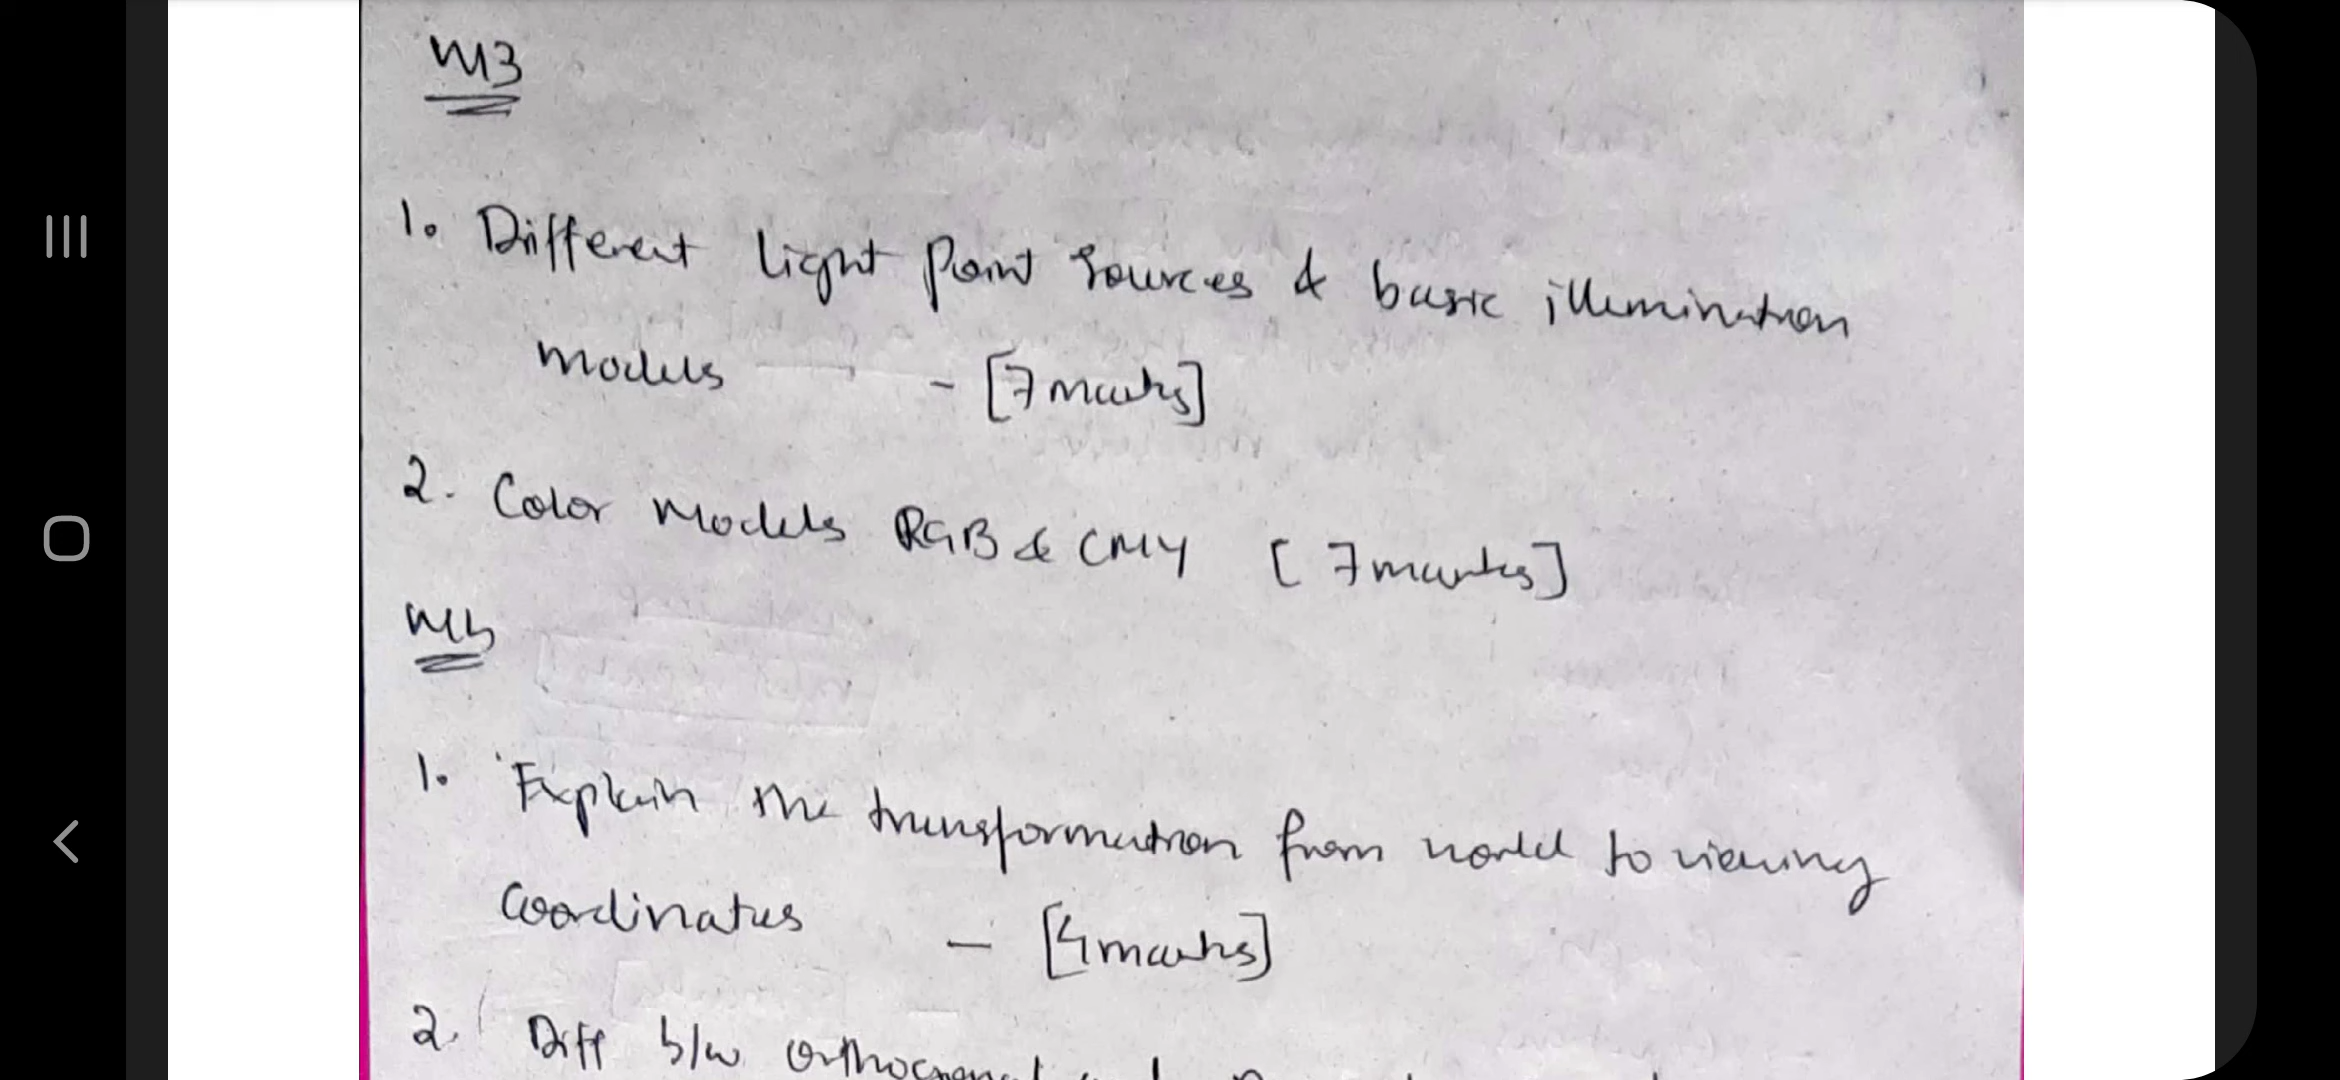 M3
1. Different light point sources & basic illumination
models - [7 marks]
2. Color models RGB & CMY [7 marks]
M4
1. Explain the transformation from world to viewing
coordinates - [4 marks]
2. Diff b/w orthogonal